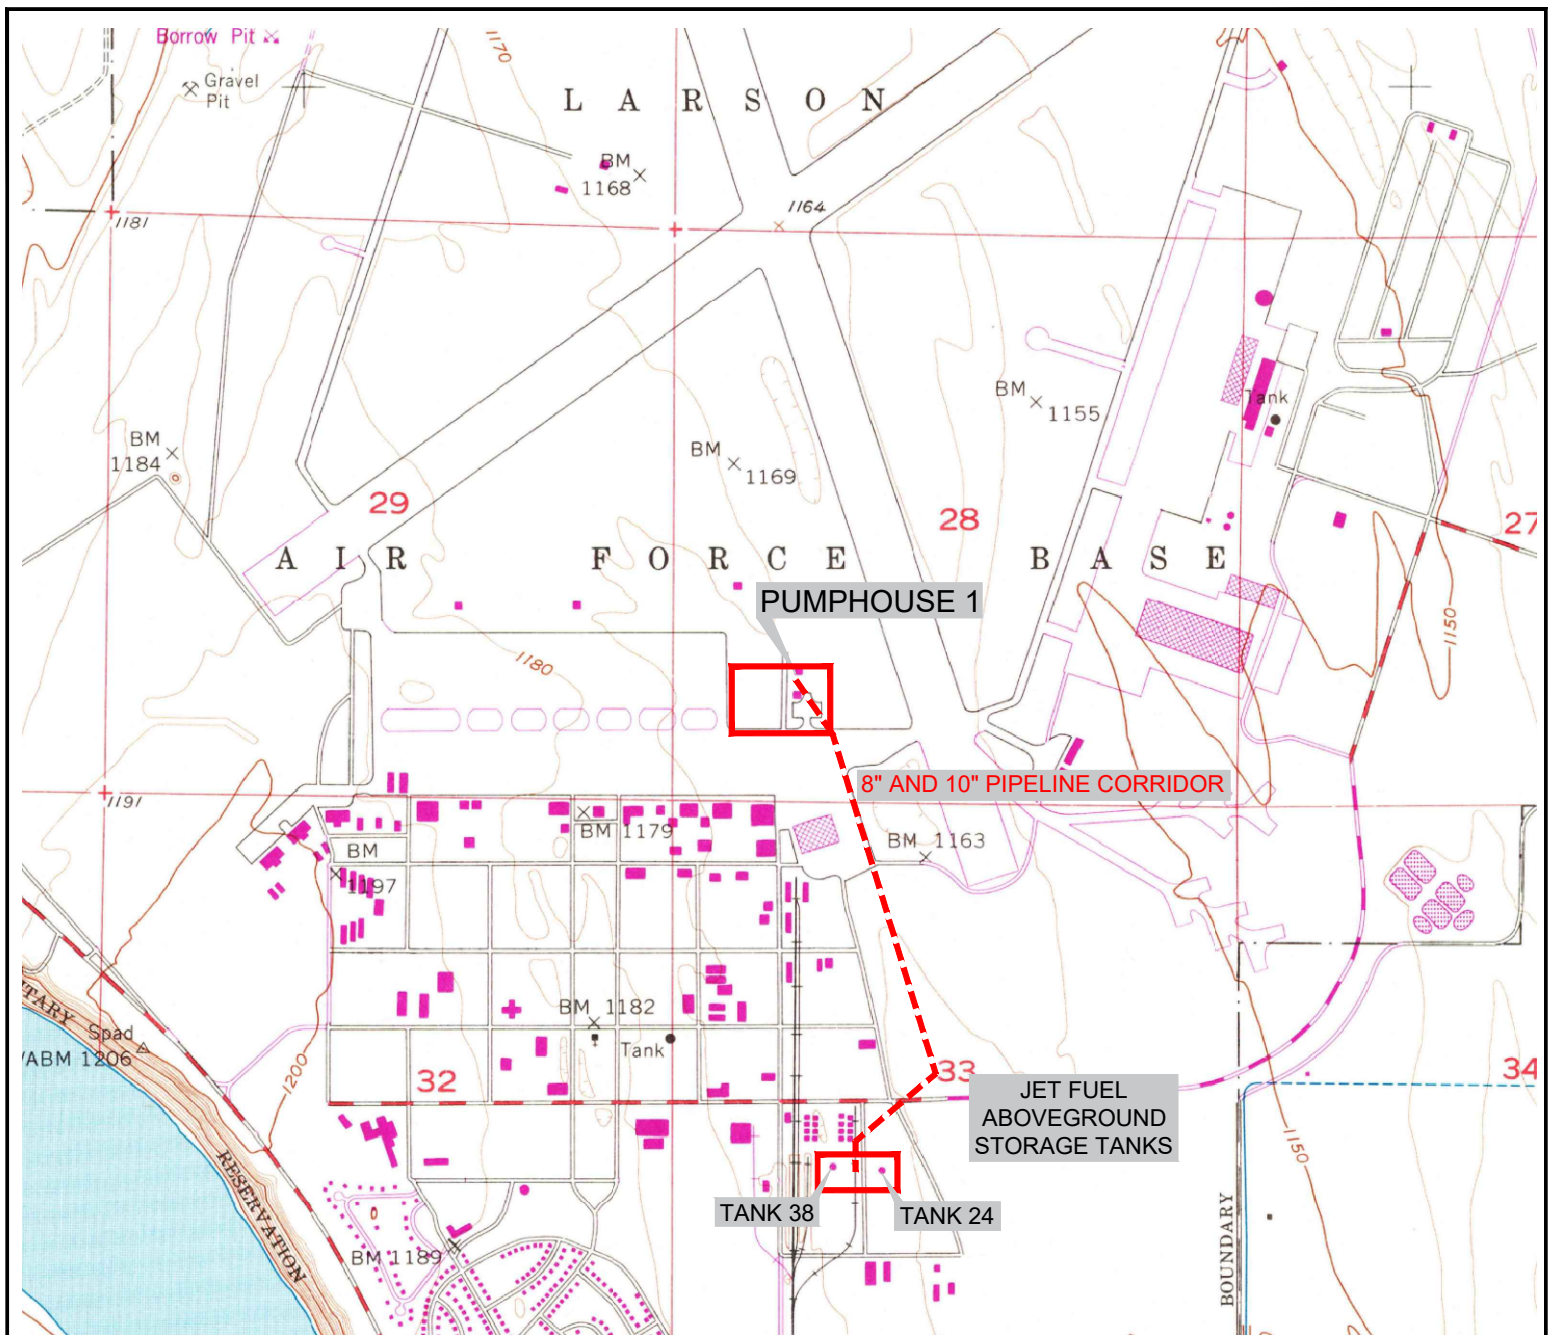 Borrow Pit
Gravel
Pit
1170
L A R S O N
BM
1168
1164
1181
BM
1155
Tank
BM
1184
BM
1169
29
28
27
A I R F O R C E B A S E
PUMPHOUSE 1
1180
1150
8" AND 10" PIPELINE CORRIDOR
1191
BM 1179
BM 1163
BM
1197
BM 1182
Tank
Spad
VABM 1206
ITARY
RESERVATION
1200
32
33
34
JET FUEL
ABOVEGROUND
STORAGE TANKS
1150
TANK 38
TANK 24
BM 1189
BOUNDARY